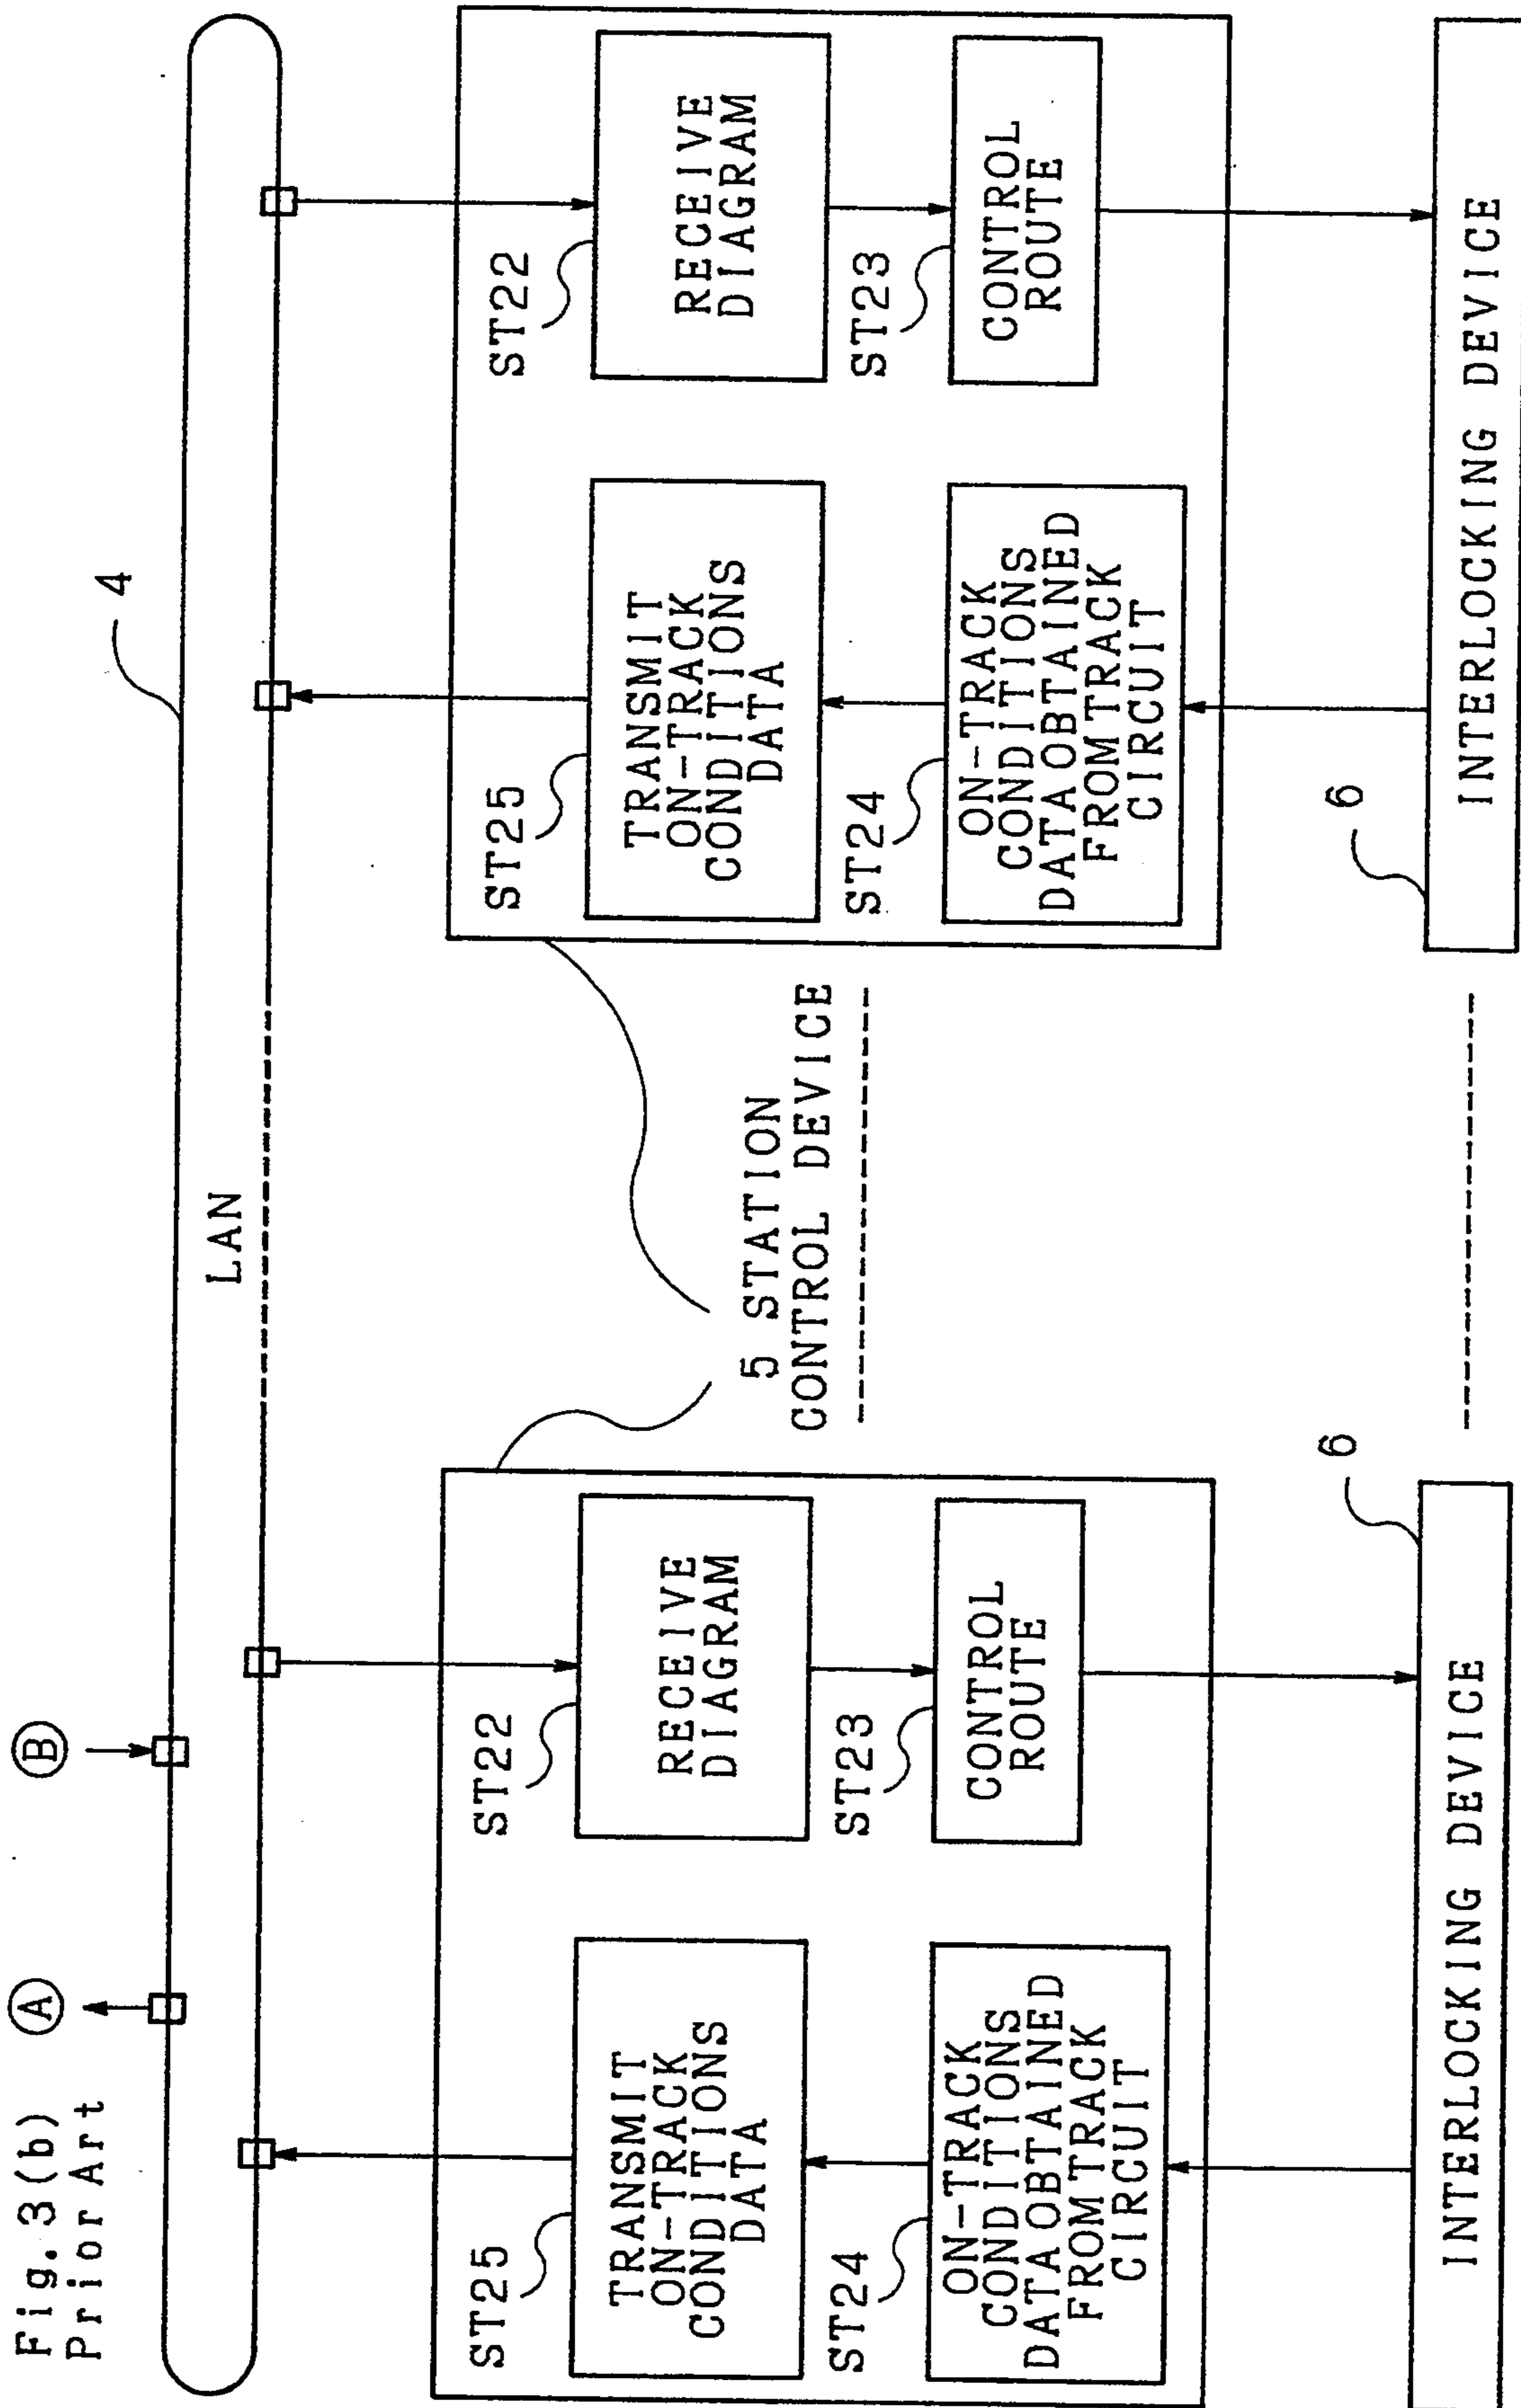 Fig. 3(b)
Prior Art
A
B
4
LAN
ST25
TRANSMIT
ON-TRACK
CONDITIONS
DATA
ST22
RECEIVE
DIAGRAM
ST24
ON-TRACK
CONDITIONS
DATA OBTAINED
FROM TRACK
CIRCUIT
ST23
CONTROL
ROUTE
5 STATION
CONTROL DEVICE
ST25
TRANSMIT
ON-TRACK
CONDITIONS
DATA
ST22
RECEIVE
DIAGRAM
ST24
ON-TRACK
CONDITIONS
DATA OBTAINED
FROM TRACK
CIRCUIT
ST23
CONTROL
ROUTE
6
INTERLOCKING DEVICE
6
INTERLOCKING DEVICE